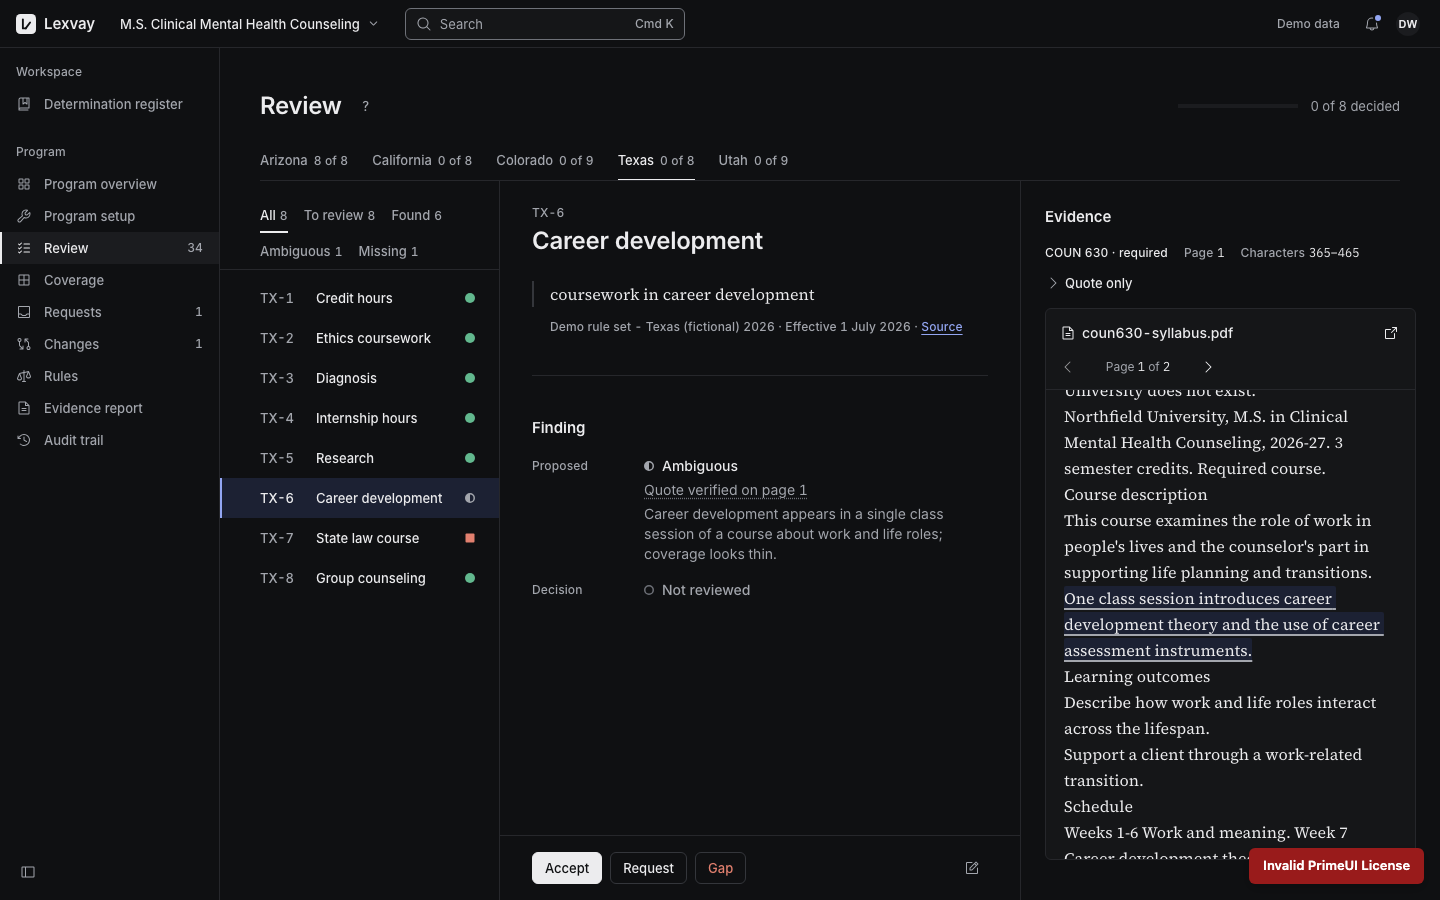 Lexvay
M.S. Clinical Mental Health Counseling
Search
Cmd K
Demo data
DW
Workspace
Determination register
Program
Program overview
Program setup
Review 34
Coverage
Requests 1
Changes 1
Rules
Evidence report
Audit trail
Review ?
0 of 8 decided
Arizona 8 of 8
California 0 of 8
Colorado 0 of 9
Texas 0 of 8
Utah 0 of 9
All 8
To review 8
Found 6
Ambiguous 1
Missing 1
TX-1 Credit hours
TX-2 Ethics coursework
TX-3 Diagnosis
TX-4 Internship hours
TX-5 Research
TX-6 Career development
TX-7 State law course
TX-8 Group counseling
TX-6
Career development
coursework in career development
Demo rule set - Texas (fictional) 2026 · Effective 1 July 2026 · Source
Finding
Proposed
Ambiguous
Quote verified on page 1
Career development appears in a single class
session of a course about work and life roles;
coverage looks thin.
Decision
Not reviewed
Accept
Request
Gap
Evidence
COUN 630 · required
Page 1
Characters 365–465
Quote only
coun630-syllabus.pdf
Page 1 of 2
University does not exist.
Northfield University, M.S. in Clinical
Mental Health Counseling, 2026-27. 3
semester credits. Required course.
Course description
This course examines the role of work in
people's lives and the counselor's part in
supporting life planning and transitions.
One class session introduces career
development theory and the use of career
assessment instruments.
Learning outcomes
Describe how work and life roles interact
across the lifespan.
Support a client through a work-related
transition.
Schedule
Weeks 1-6 Work and meaning. Week 7
Career development
Invalid PrimeUI License